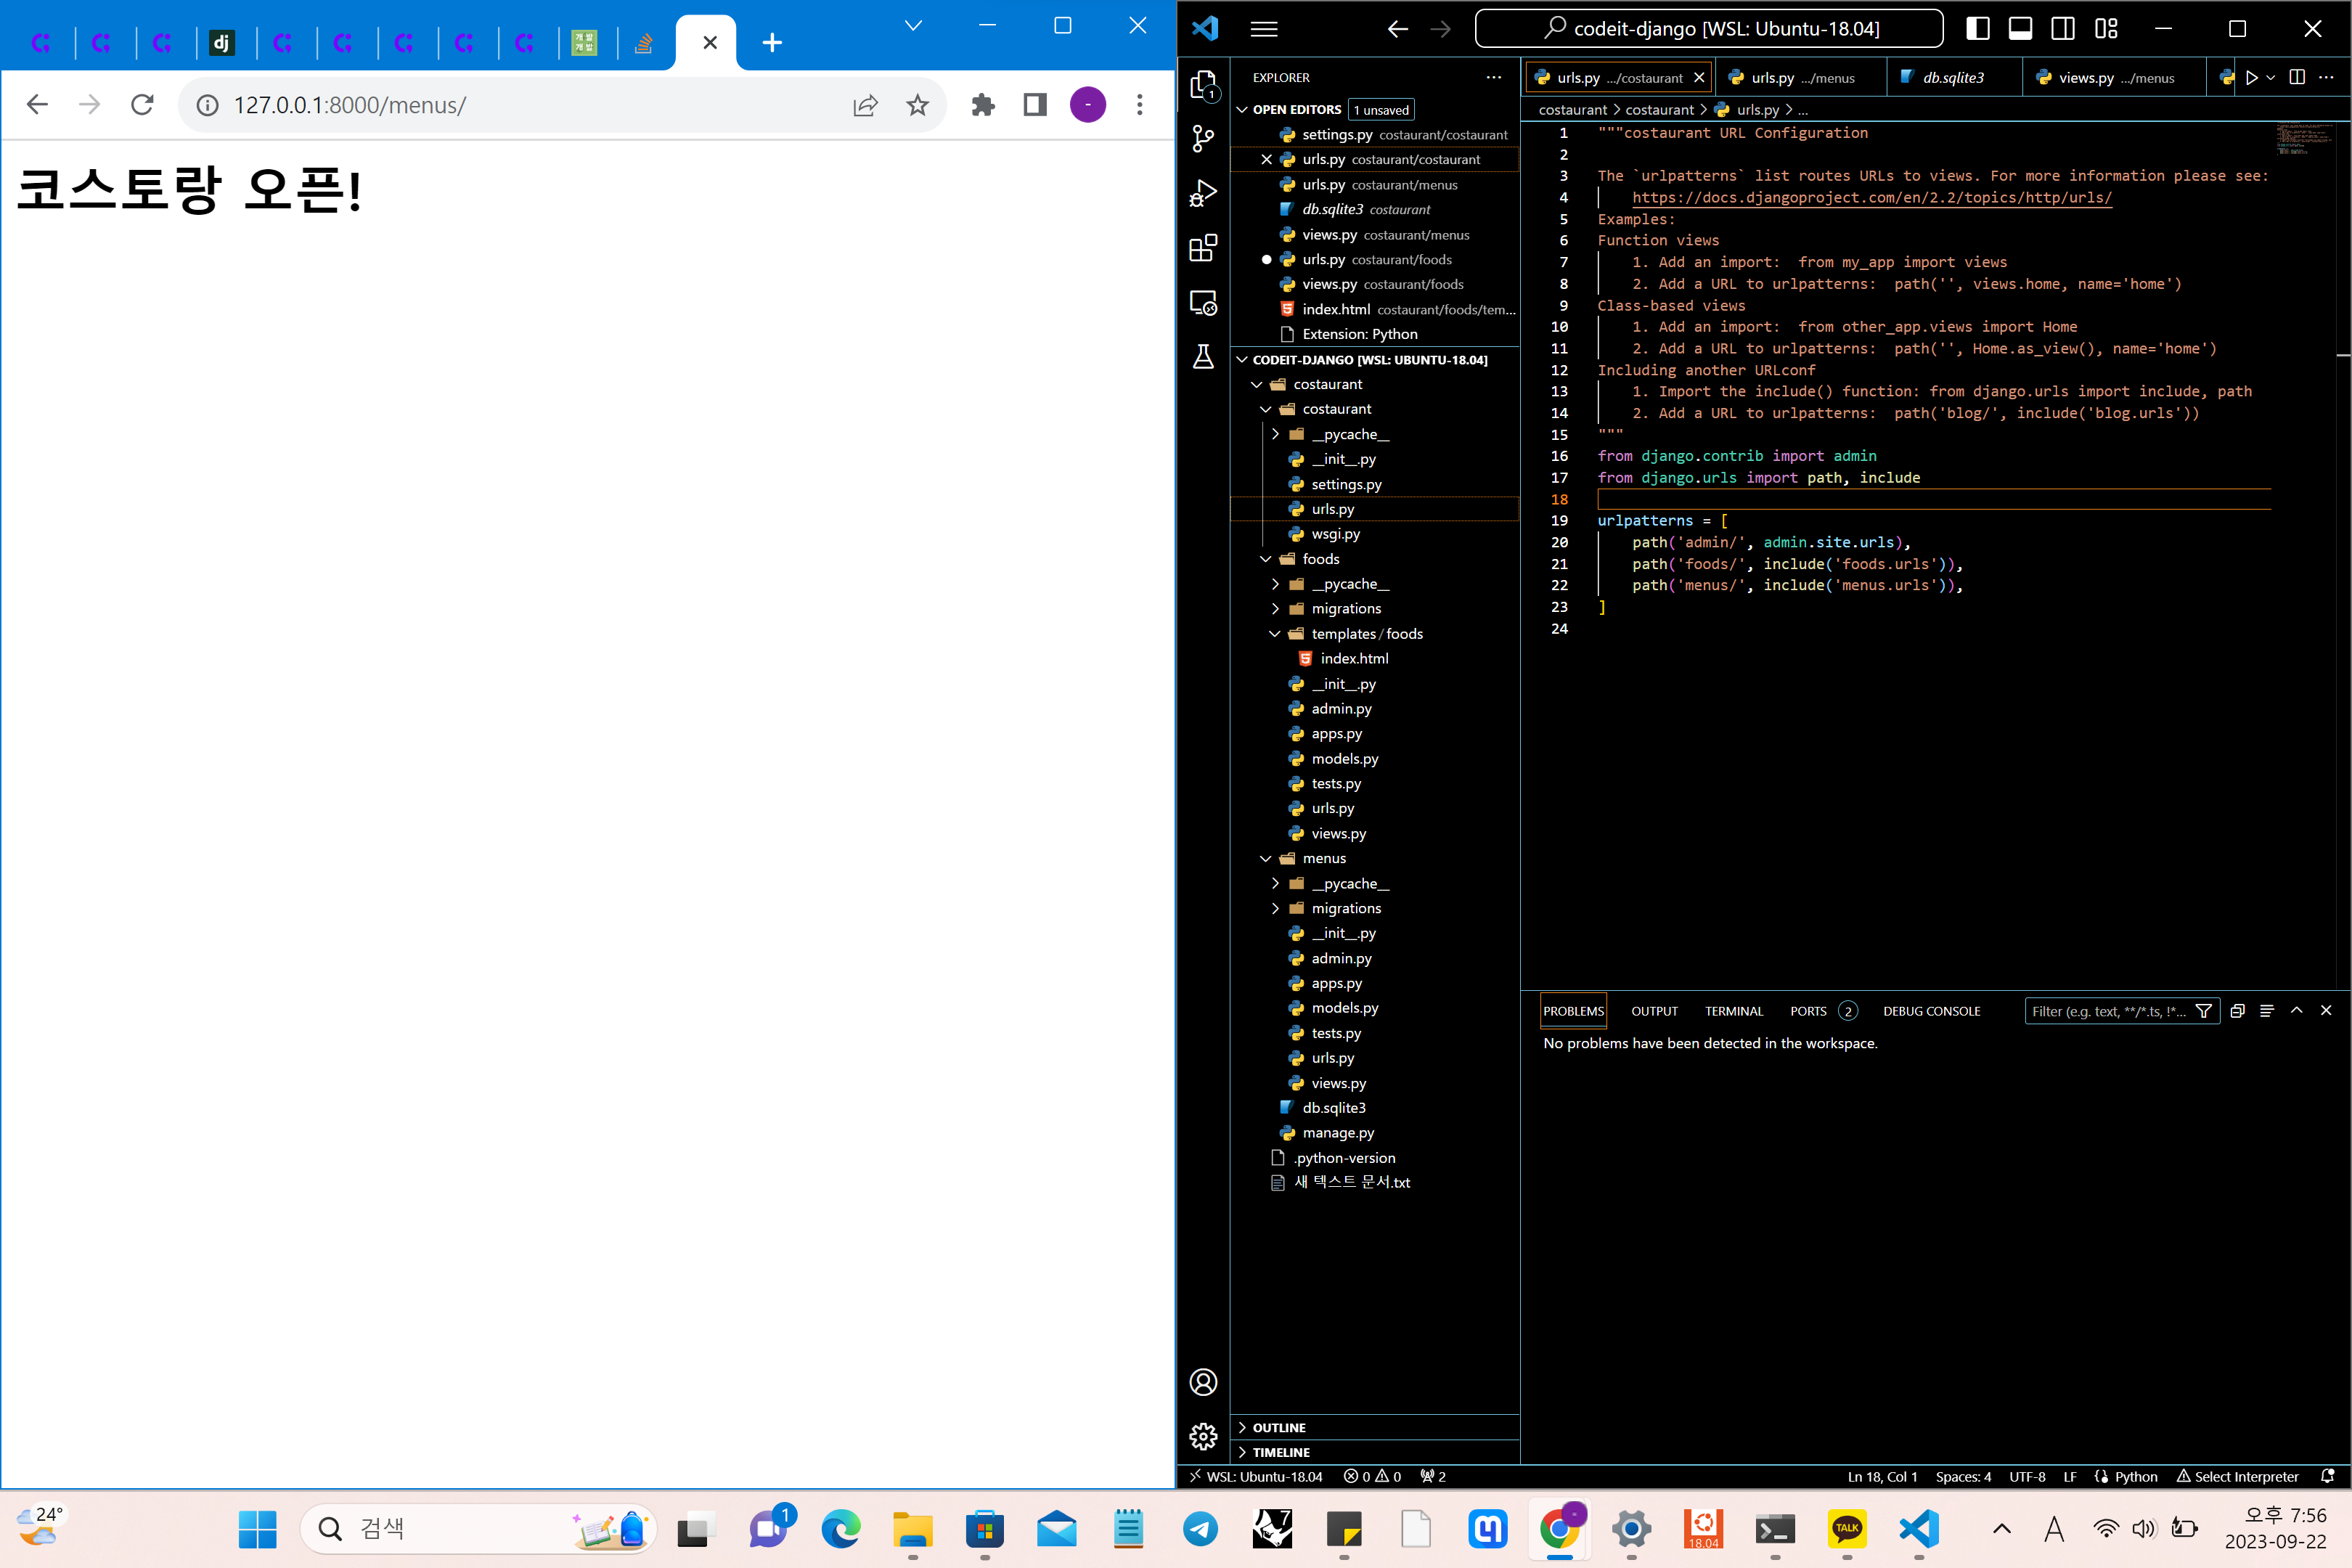 dj
개발
개발
127.0.0.1:8000/menus/
코스토랑 오픈!
codeit-django [WSL: Ubuntu-18.04]
1
EXPLORER
OPEN EDITORS 1 unsaved
settings.py costaurant/costaurant
urls.py costaurant/costaurant
urls.py costaurant/menus
db.sqlite3 costaurant
views.py costaurant/menus
urls.py costaurant/foods
views.py costaurant/foods
index.html costaurant/foods/tem...
Extension: Python
CODEIT-DJANGO [WSL: UBUNTU-18.04]
costaurant
costaurant
__pycache__
__init__.py
settings.py
urls.py
wsgi.py
foods
__pycache__
migrations
templates/foods
index.html
__init__.py
admin.py
apps.py
models.py
tests.py
urls.py
views.py
menus
__pycache__
migrations
__init__.py
admin.py
apps.py
models.py
tests.py
urls.py
views.py
db.sqlite3
manage.py
.python-version
새 텍스트 문서.txt
OUTLINE
TIMELINE
urls.py .../costaurant urls.py .../menus db.sqlite3 views.py .../menus
costaurant > costaurant > urls.py > ...
1 """costaurant URL Configuration
2
3 The `urlpatterns` list routes URLs to views. For more information please see:
4     https://docs.djangoproject.com/en/2.2/topics/http/urls/
5 Examples:
6 Function views
7     1. Add an import:  from my_app import views
8     2. Add a URL to urlpatterns:  path('', views.home, name='home')
9 Class-based views
10     1. Add an import:  from other_app.views import Home
11     2. Add a URL to urlpatterns:  path('', Home.as_view(), name='home')
12 Including another URLconf
13     1. Import the include() function: from django.urls import include, path
14     2. Add a URL to urlpatterns:  path('blog/', include('blog.urls'))
15 """
16 from django.contrib import admin
17 from django.urls import path, include
18
19 urlpatterns = [
20     path('admin/', admin.site.urls),
21     path('foods/', include('foods.urls')),
22     path('menus/', include('menus.urls')),
23 ]
24
PROBLEMS OUTPUT TERMINAL PORTS 2 DEBUG CONSOLE Filter (e.g. text, **/*.ts, !*...
No problems have been detected in the workspace.
WSL: Ubuntu-18.04 0 0 2 Ln 18, Col 1 Spaces: 4 UTF-8 LF Python Select Interpreter
24° 검색 1 7 18.04 TALK A 오후 7:56
2023-09-22